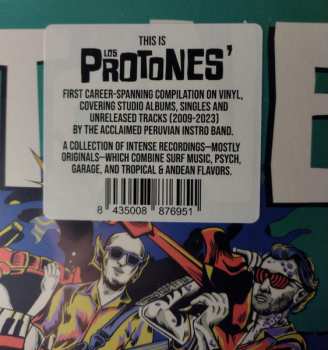 THIS IS
LOS
PROTONES'
FIRST CAREER-SPANNING COMPILATION ON VINYL,
COVERING STUDIO ALBUMS, SINGLES AND
UNRELEASED TRACKS (2009-2023)
BY THE ACCLAIMED PERUVIAN INSTRO BAND.
A COLLECTION OF INTENSE RECORDINGS—MOSTLY
ORIGINALS—WHICH COMBINE SURF MUSIC, PSYCH,
GARAGE, AND TROPICAL & ANDEAN FLAVORS.
8 435008 876951